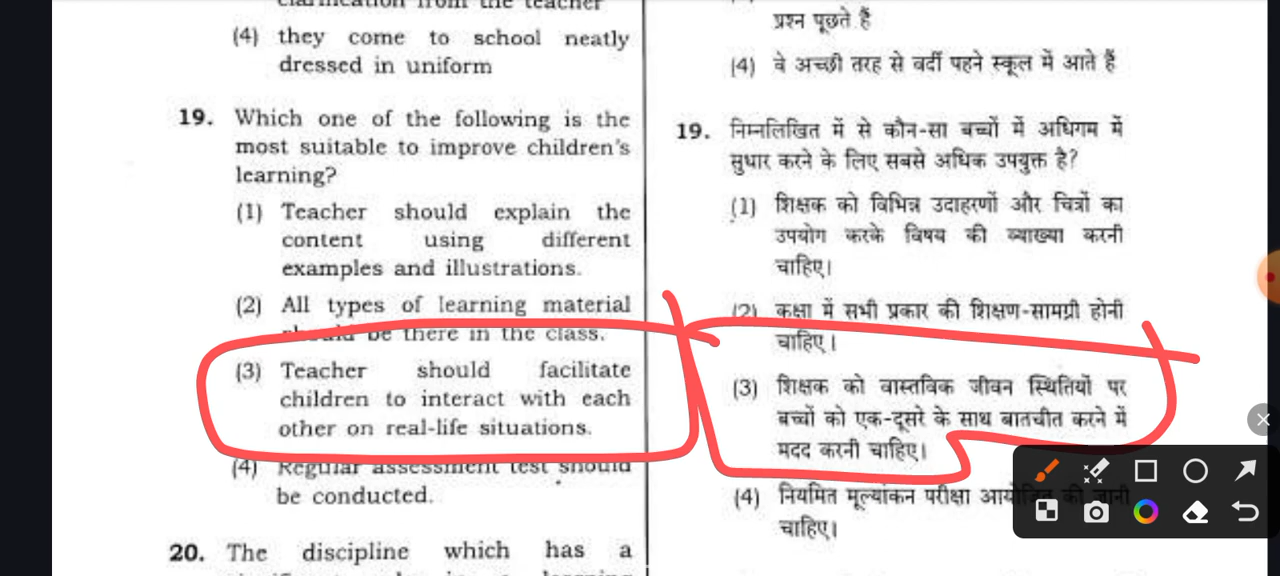 clarification from the teacher
(4) they come to school neatly
dressed in uniform
19. Which one of the following is the
most suitable to improve children's
learning?
(1) Teacher should explain the
content using different
examples and illustrations.
(2) All types of learning material
should be there in the class.
(3) Teacher should facilitate
children to interact with each
other on real-life situations.
(4) Regular assessment test should
be conducted.
20. The discipline which has a
प्रश्न पूछते हैं
(4) वे अच्छी तरह से वर्दी पहने स्कूल में आते हैं
19. निम्नलिखित में से कौन-सा बच्चों में अधिगम में
सुधार करने के लिए सबसे अधिक उपयुक्त है?
(1) शिक्षक को विभिन्न उदाहरणों और चित्रों का
उपयोग करके विषय की व्याख्या करनी
चाहिए।
(2) कक्षा में सभी प्रकार की शिक्षण-सामग्री होनी
चाहिए।
(3) शिक्षक को वास्तविक जीवन स्थितियों पर
बच्चों को एक-दूसरे के साथ बातचीत करने में
मदद करनी चाहिए।
(4) नियमित मूल्यांकन परीक्षा आयोजित की जानी
चाहिए।